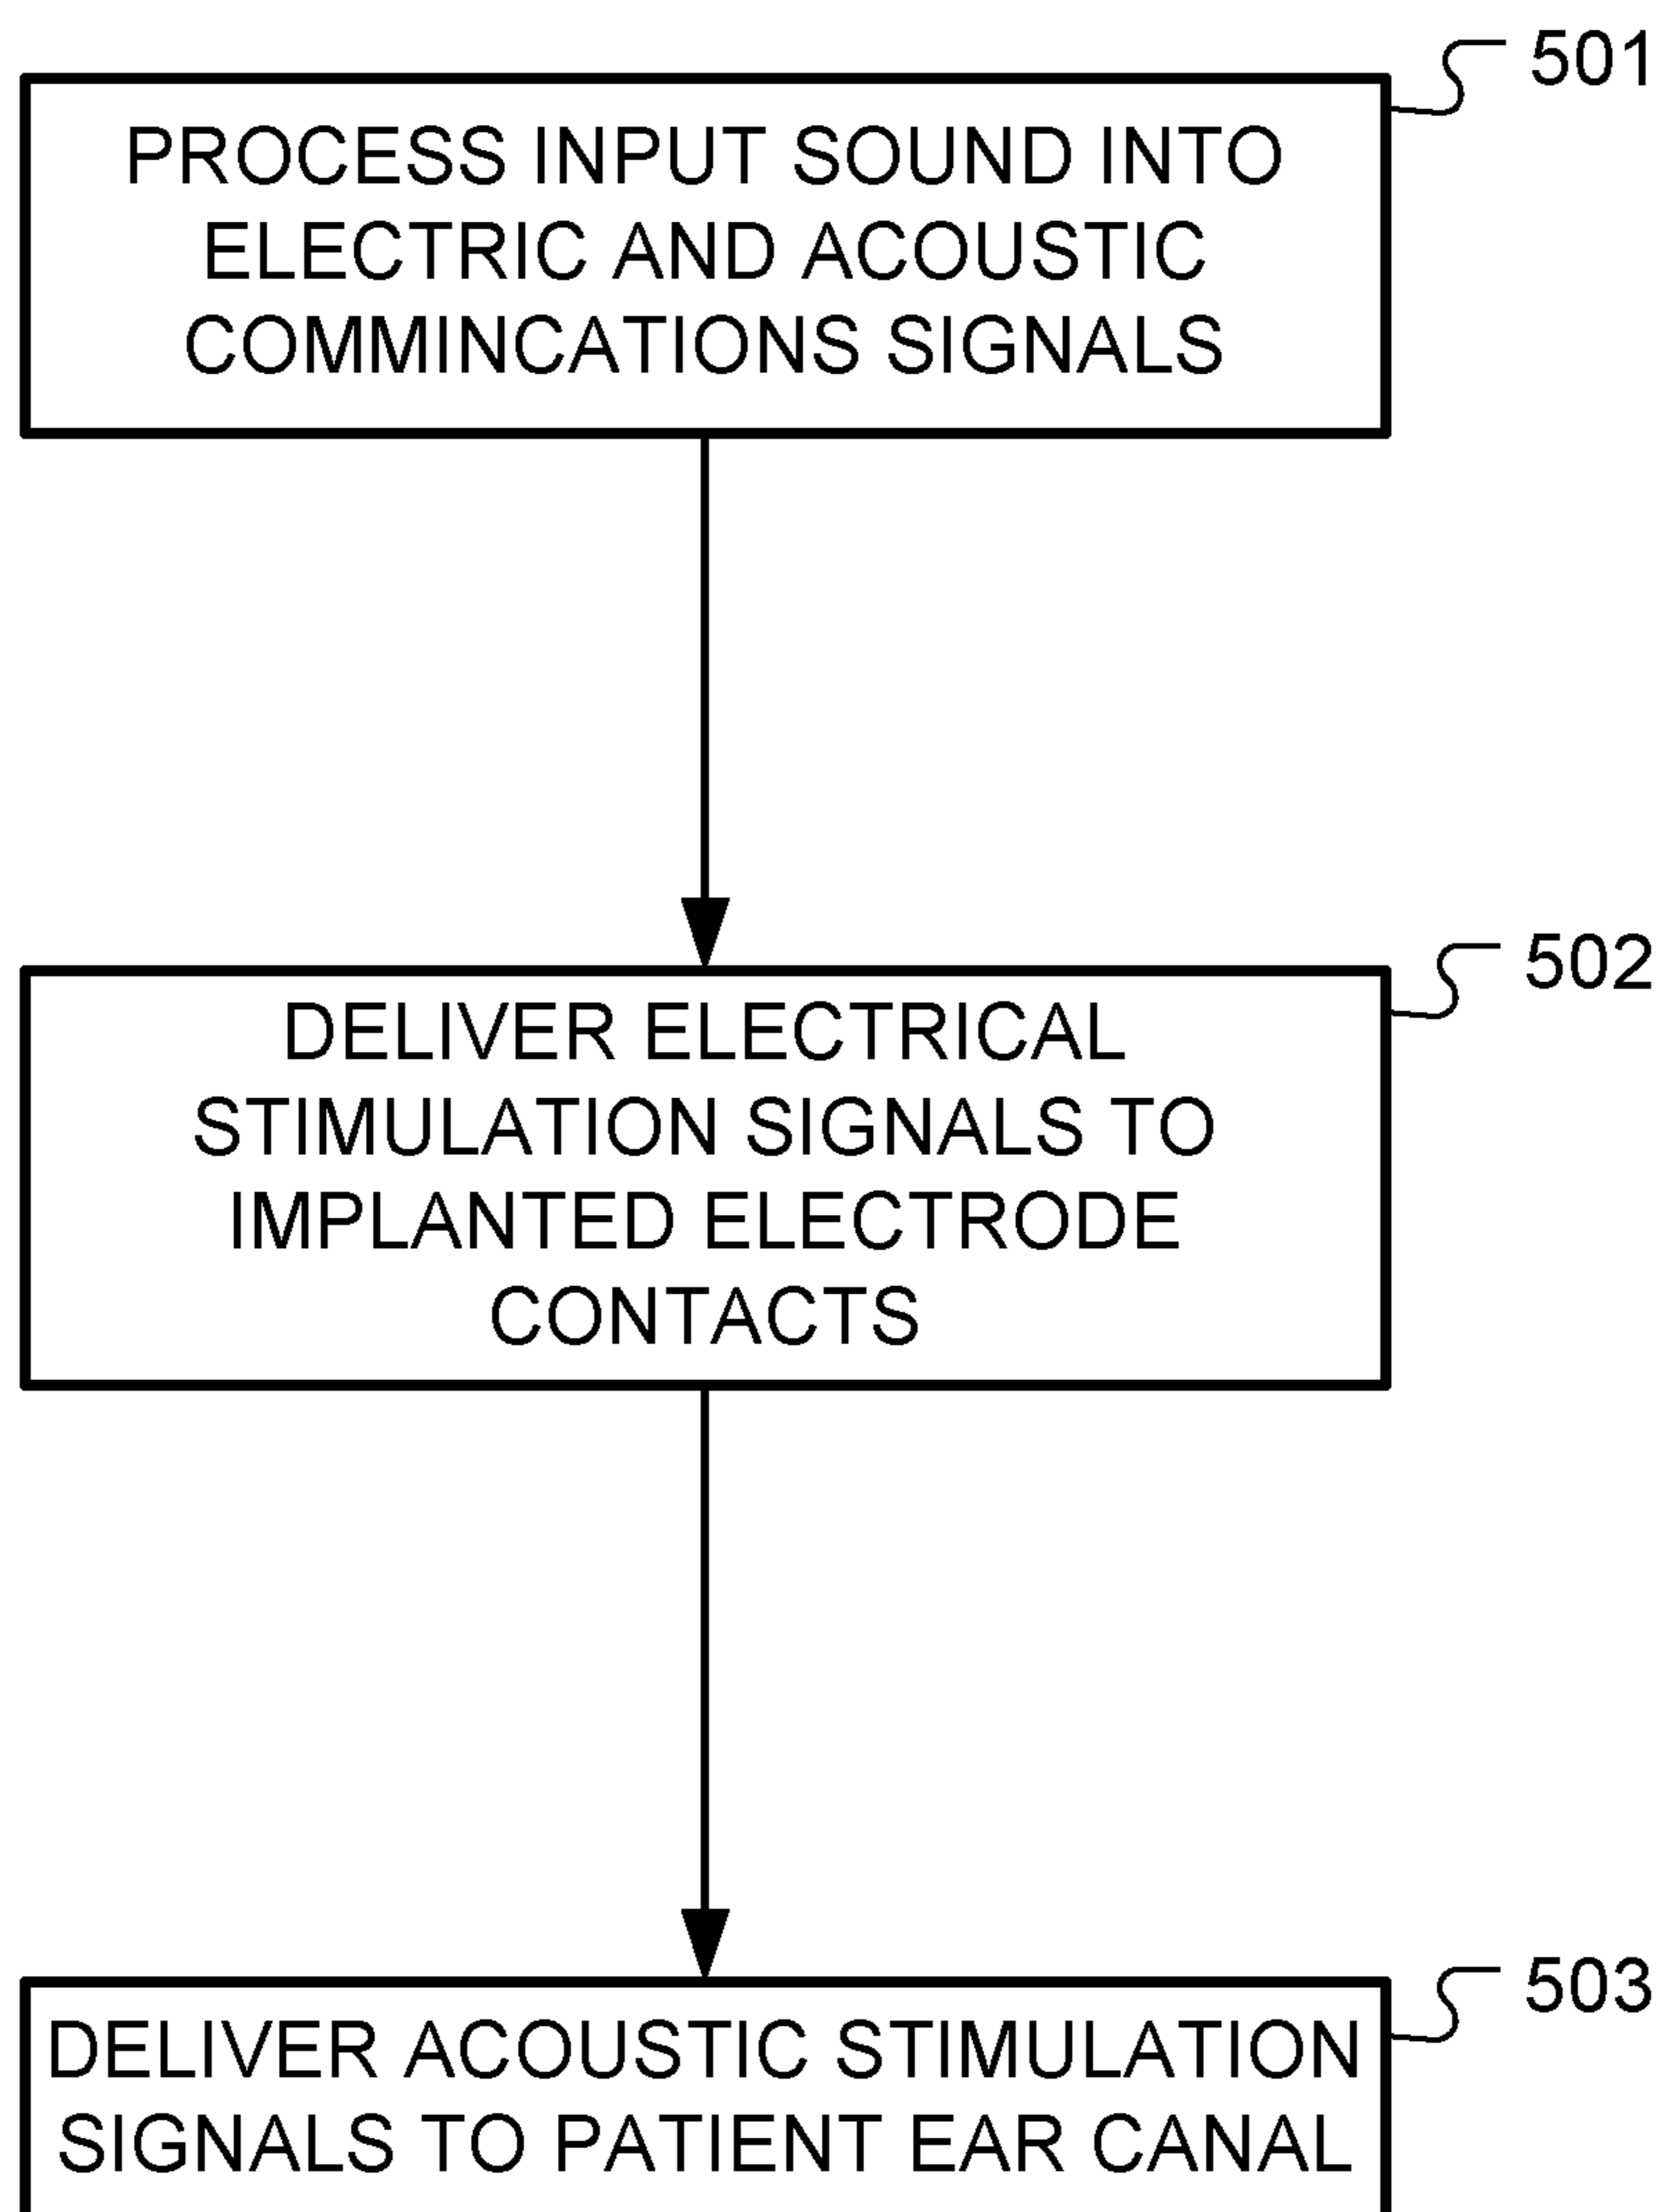 501
PROCESS INPUT SOUND INTO
ELECTRIC AND ACOUSTIC
COMMINCATIONS SIGNALS
502
DELIVER ELECTRICAL
STIMULATION SIGNALS TO
IMPLANTED ELECTRODE
CONTACTS
503
DELIVER ACOUSTIC STIMULATION
SIGNALS TO PATIENT EAR CANAL